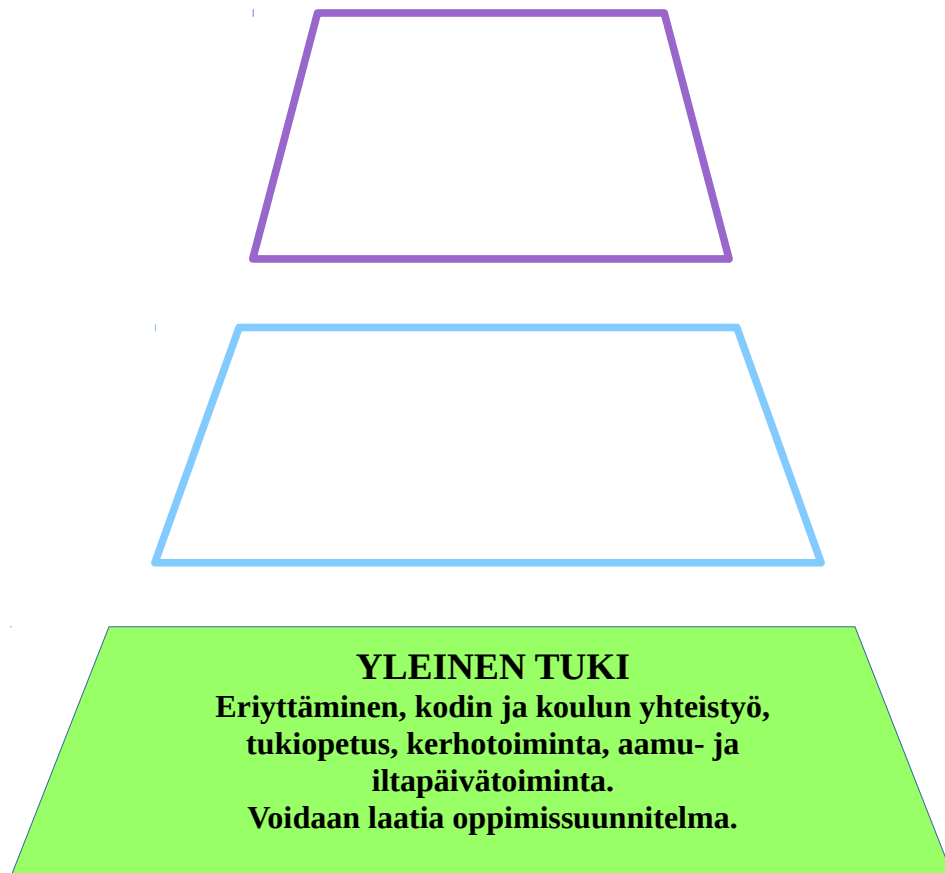 YLEINEN TUKI
Eriyttäminen, kodin ja koulun yhteistyö,
tukiopetus, kerhotoiminta, aamu- ja
iltapäivätoiminta.
Voidaan laatia oppimissuunnitelma.